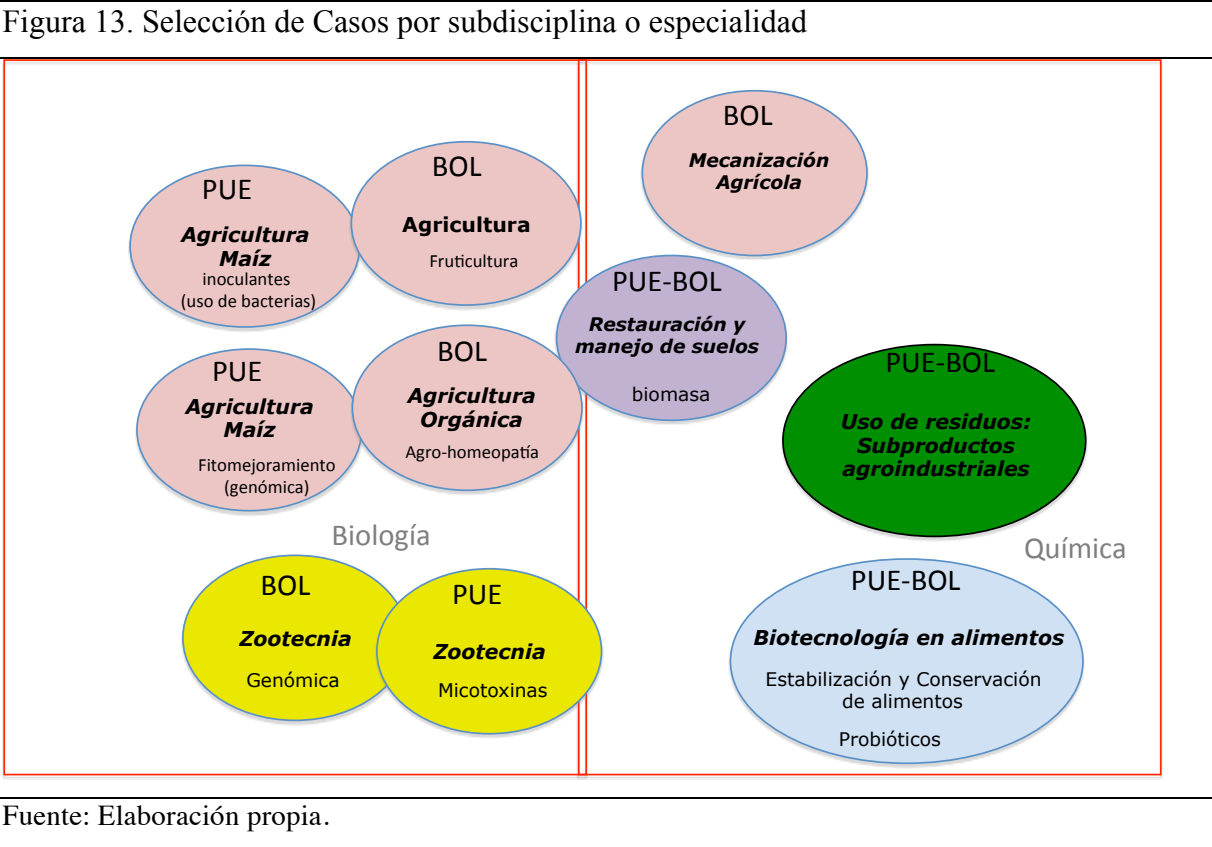 Figura 13. Selección de Casos por subdisciplina o especialidad
PUE
Agricultura
Maíz
inoculantes
(uso de bacterias)
BOL
Agricultura
Fruticultura
BOL
Mecanización
Agrícola
PUE-BOL
Restauración y
manejo de suelos
biomasa
PUE
Agricultura
Maíz
Fitomejoramiento
(genómica)
BOL
Agricultura
Orgánica
Agro-homeopatía
PUE-BOL
Uso de residuos:
Subproductos
agroindustriales
Biología
Química
BOL
Zootecnia
Genómica
PUE
Zootecnia
Micotoxinas
PUE-BOL
Biotecnología en alimentos
Estabilización y Conservación
de alimentos
Probióticos
Fuente: Elaboración propia.